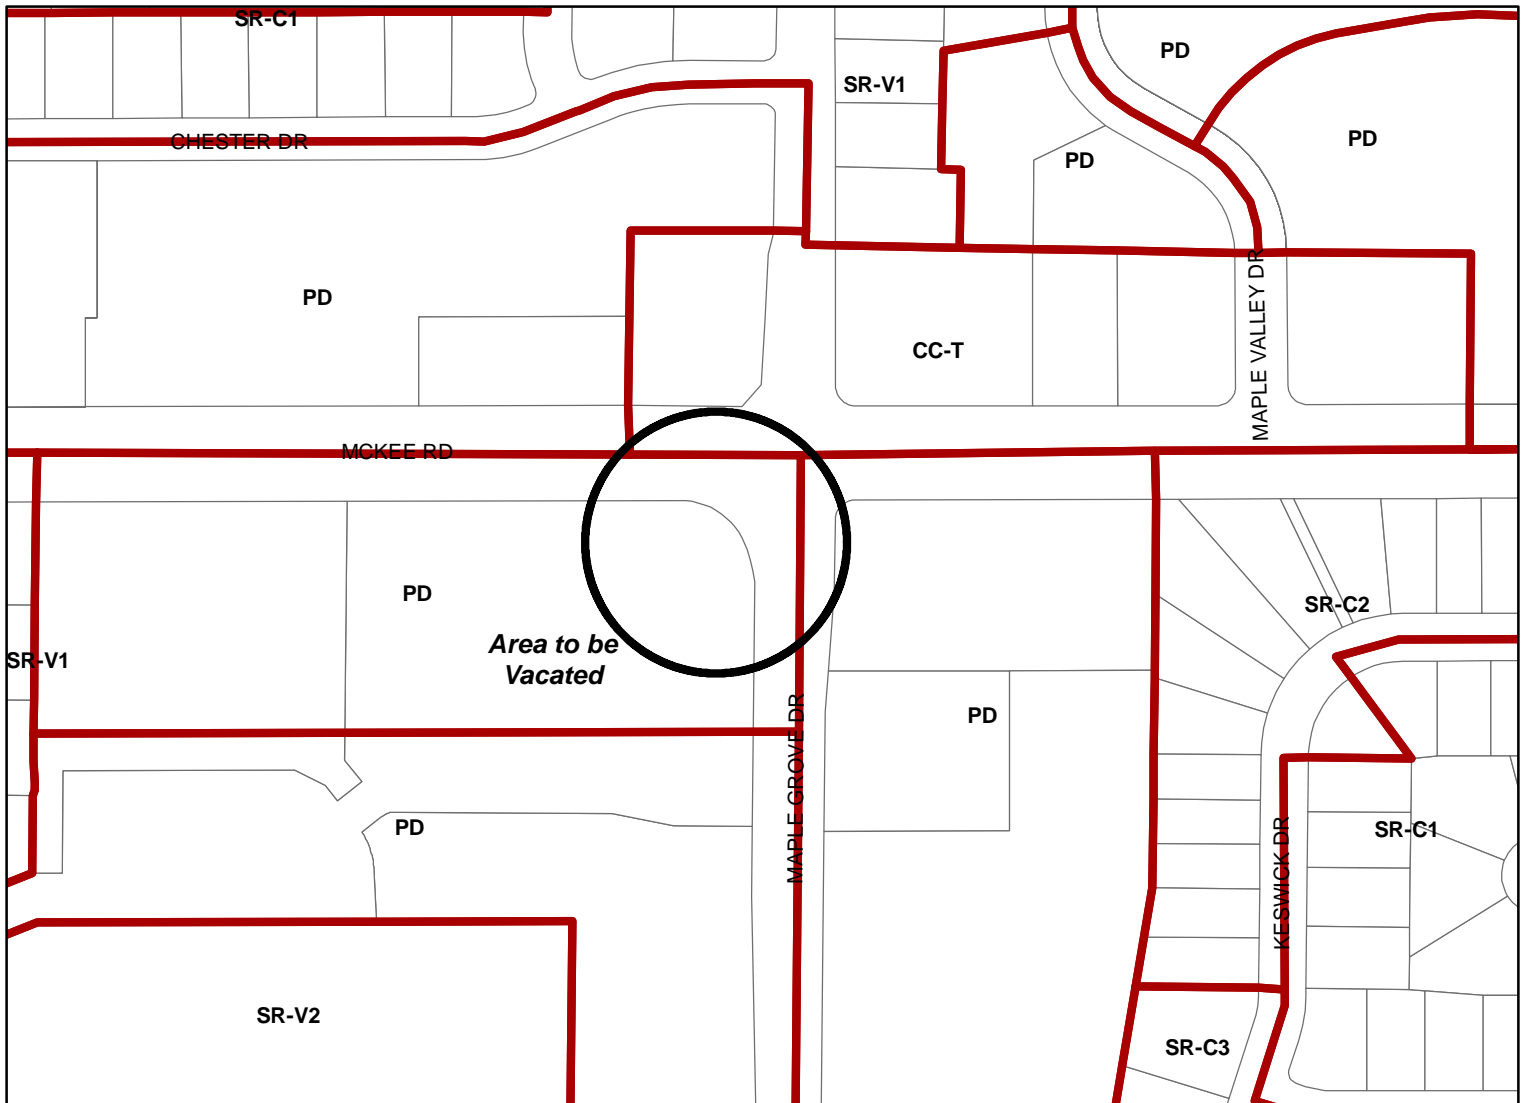 SR-C1
PD
SR-V1
CHESTER DR
PD
PD
PD
CC-T
MAPLE VALLEY DR
MCKEE RD
PD
SR-C2
Area to be
Vacated
SR-V1
PD
MAPLE GROVE DR
PD
SR-C1
KESWICK DR
SR-V2
SR-C3